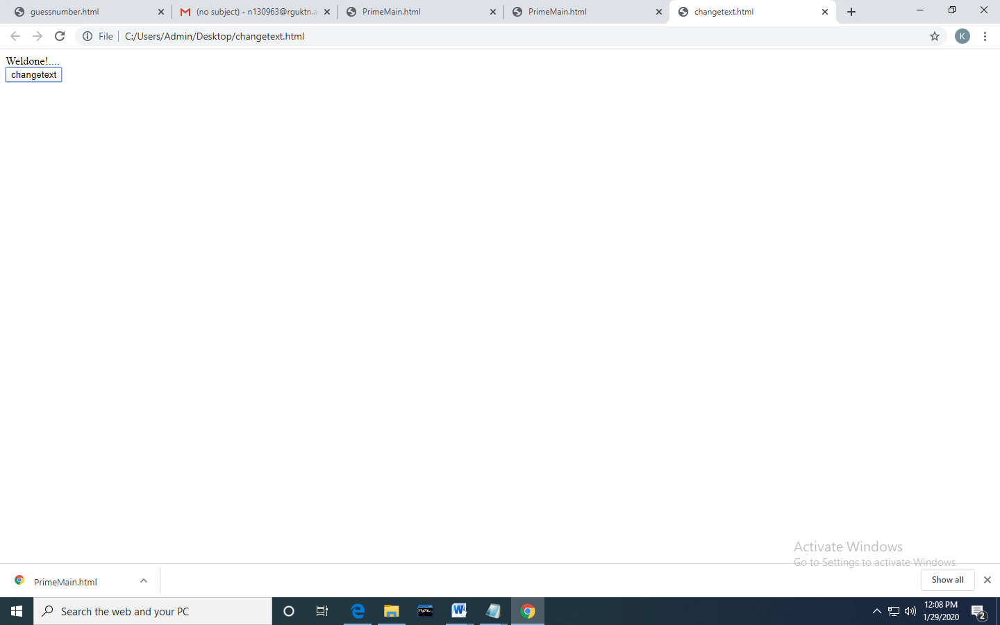 guessnumber.html
(no subject) - n130963@rguktn.a
PrimeMain.html
PrimeMain.html
changetext.html
File
C:/Users/Admin/Desktop/changetext.html
K
Weldone!....
changetext
Activate Windows
Go to Settings to activate Windows.
PrimeMain.html
Show all
Search the web and your PC
MySQL
W
12:08 PM
1/29/2020
2